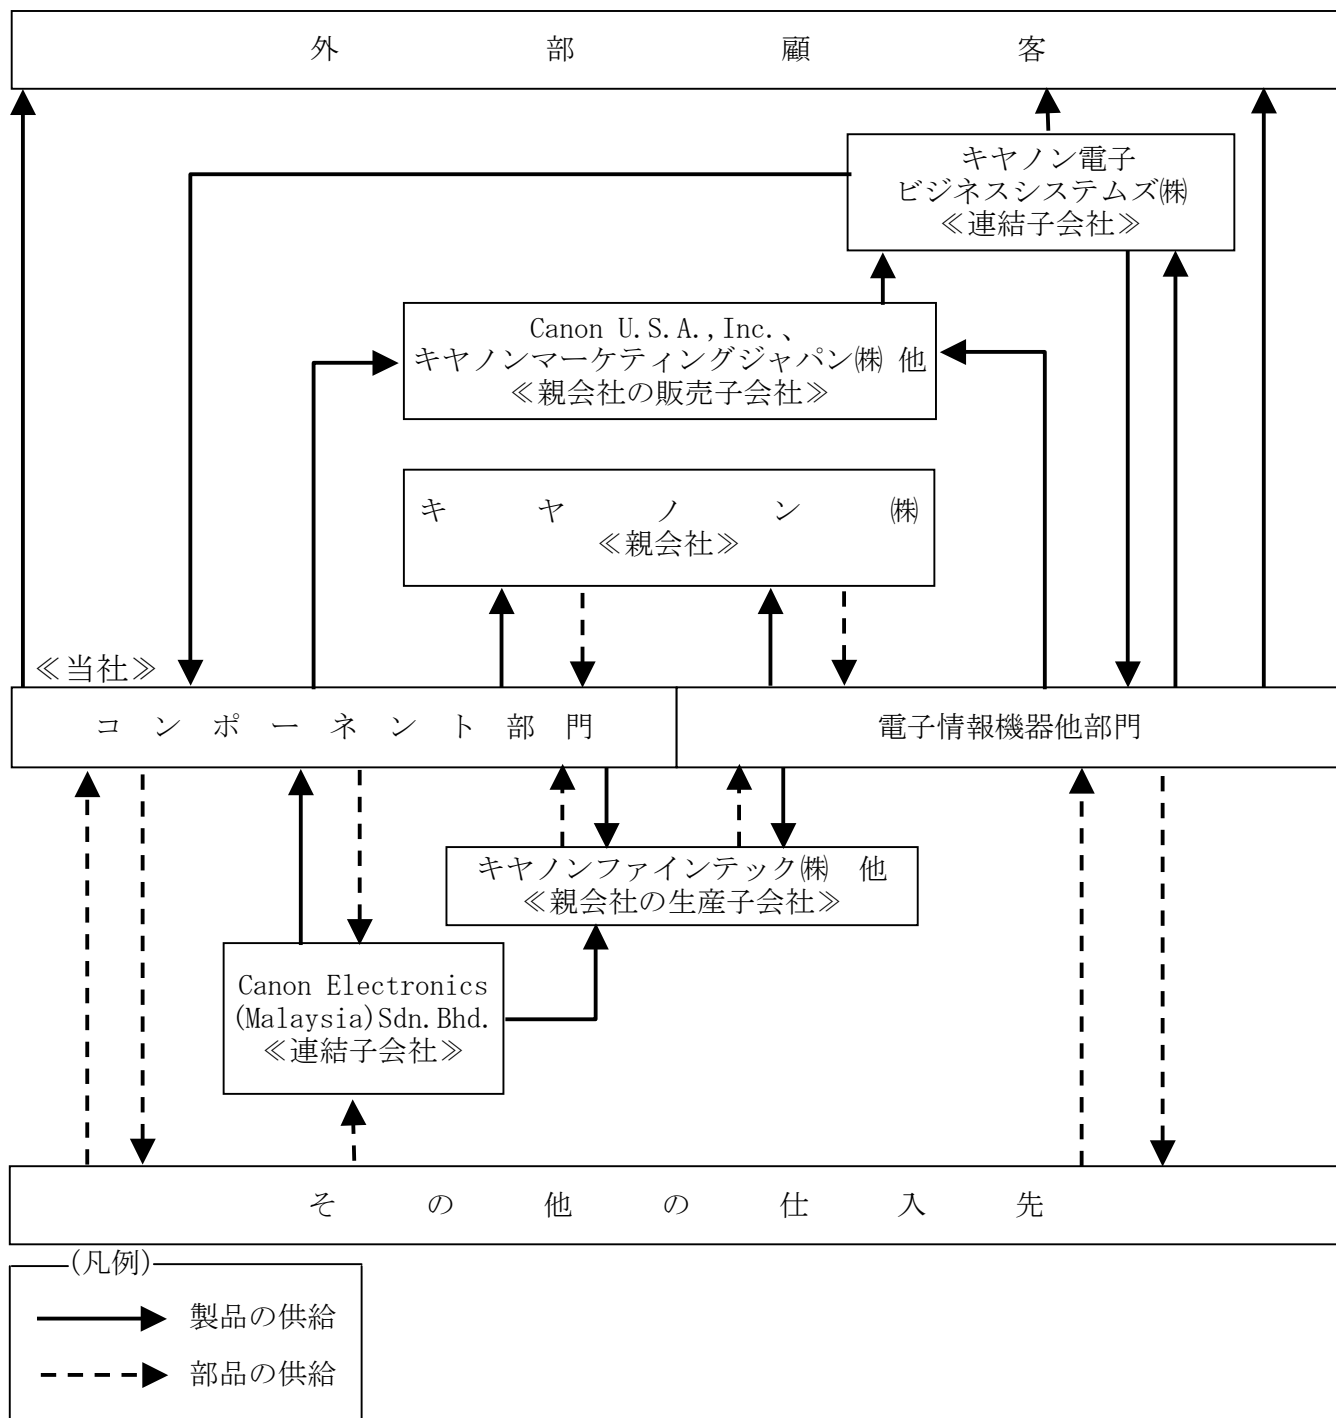 外部顧客
キヤノン電子
ビジネスシステムズ㈱
≪連結子会社≫
Canon U.S.A.,Inc.、
キヤノンマーケティングジャパン㈱ 他
≪親会社の販売子会社≫
キヤノン㈱
≪親会社≫
≪当社≫
コンポーネント部門
電子情報機器他部門
キヤノンファインテック㈱ 他
≪親会社の生産子会社≫
Canon Electronics
(Malaysia)Sdn.Bhd.
≪連結子会社≫
その他の仕入先
(凡例)
製品の供給
部品の供給